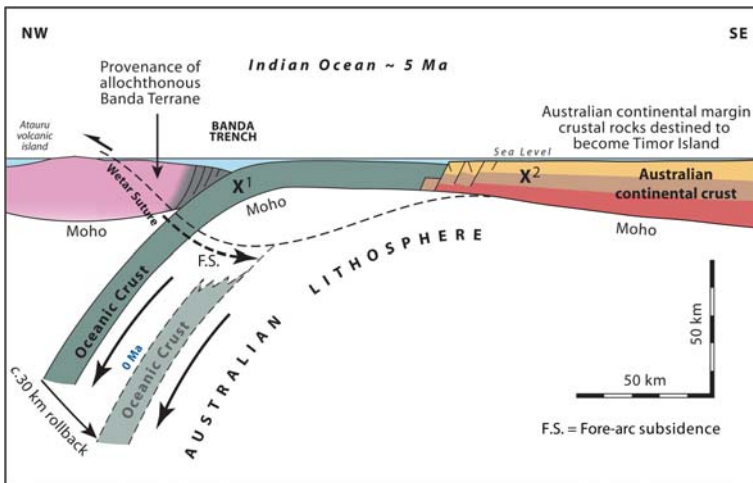 NW
SE
Indian Ocean ~ 5 Ma
Provenance of
allochthonous
Banda Terrane
Atauru
volcanic
island
BANDA
TRENCH
Sea Level
Australian continental margin
crustal rocks destined to
become Timor Island
X1
X2
Australian
continental crust
Wetar Suture
Moho
Moho
Moho
F.S.
Oceanic Crust
0 Ma
Oceanic Crust
AUSTRALIAN LITHOSPHERE
c.30 km rollback
50 km
50 km
F.S. = Fore-arc subsidence